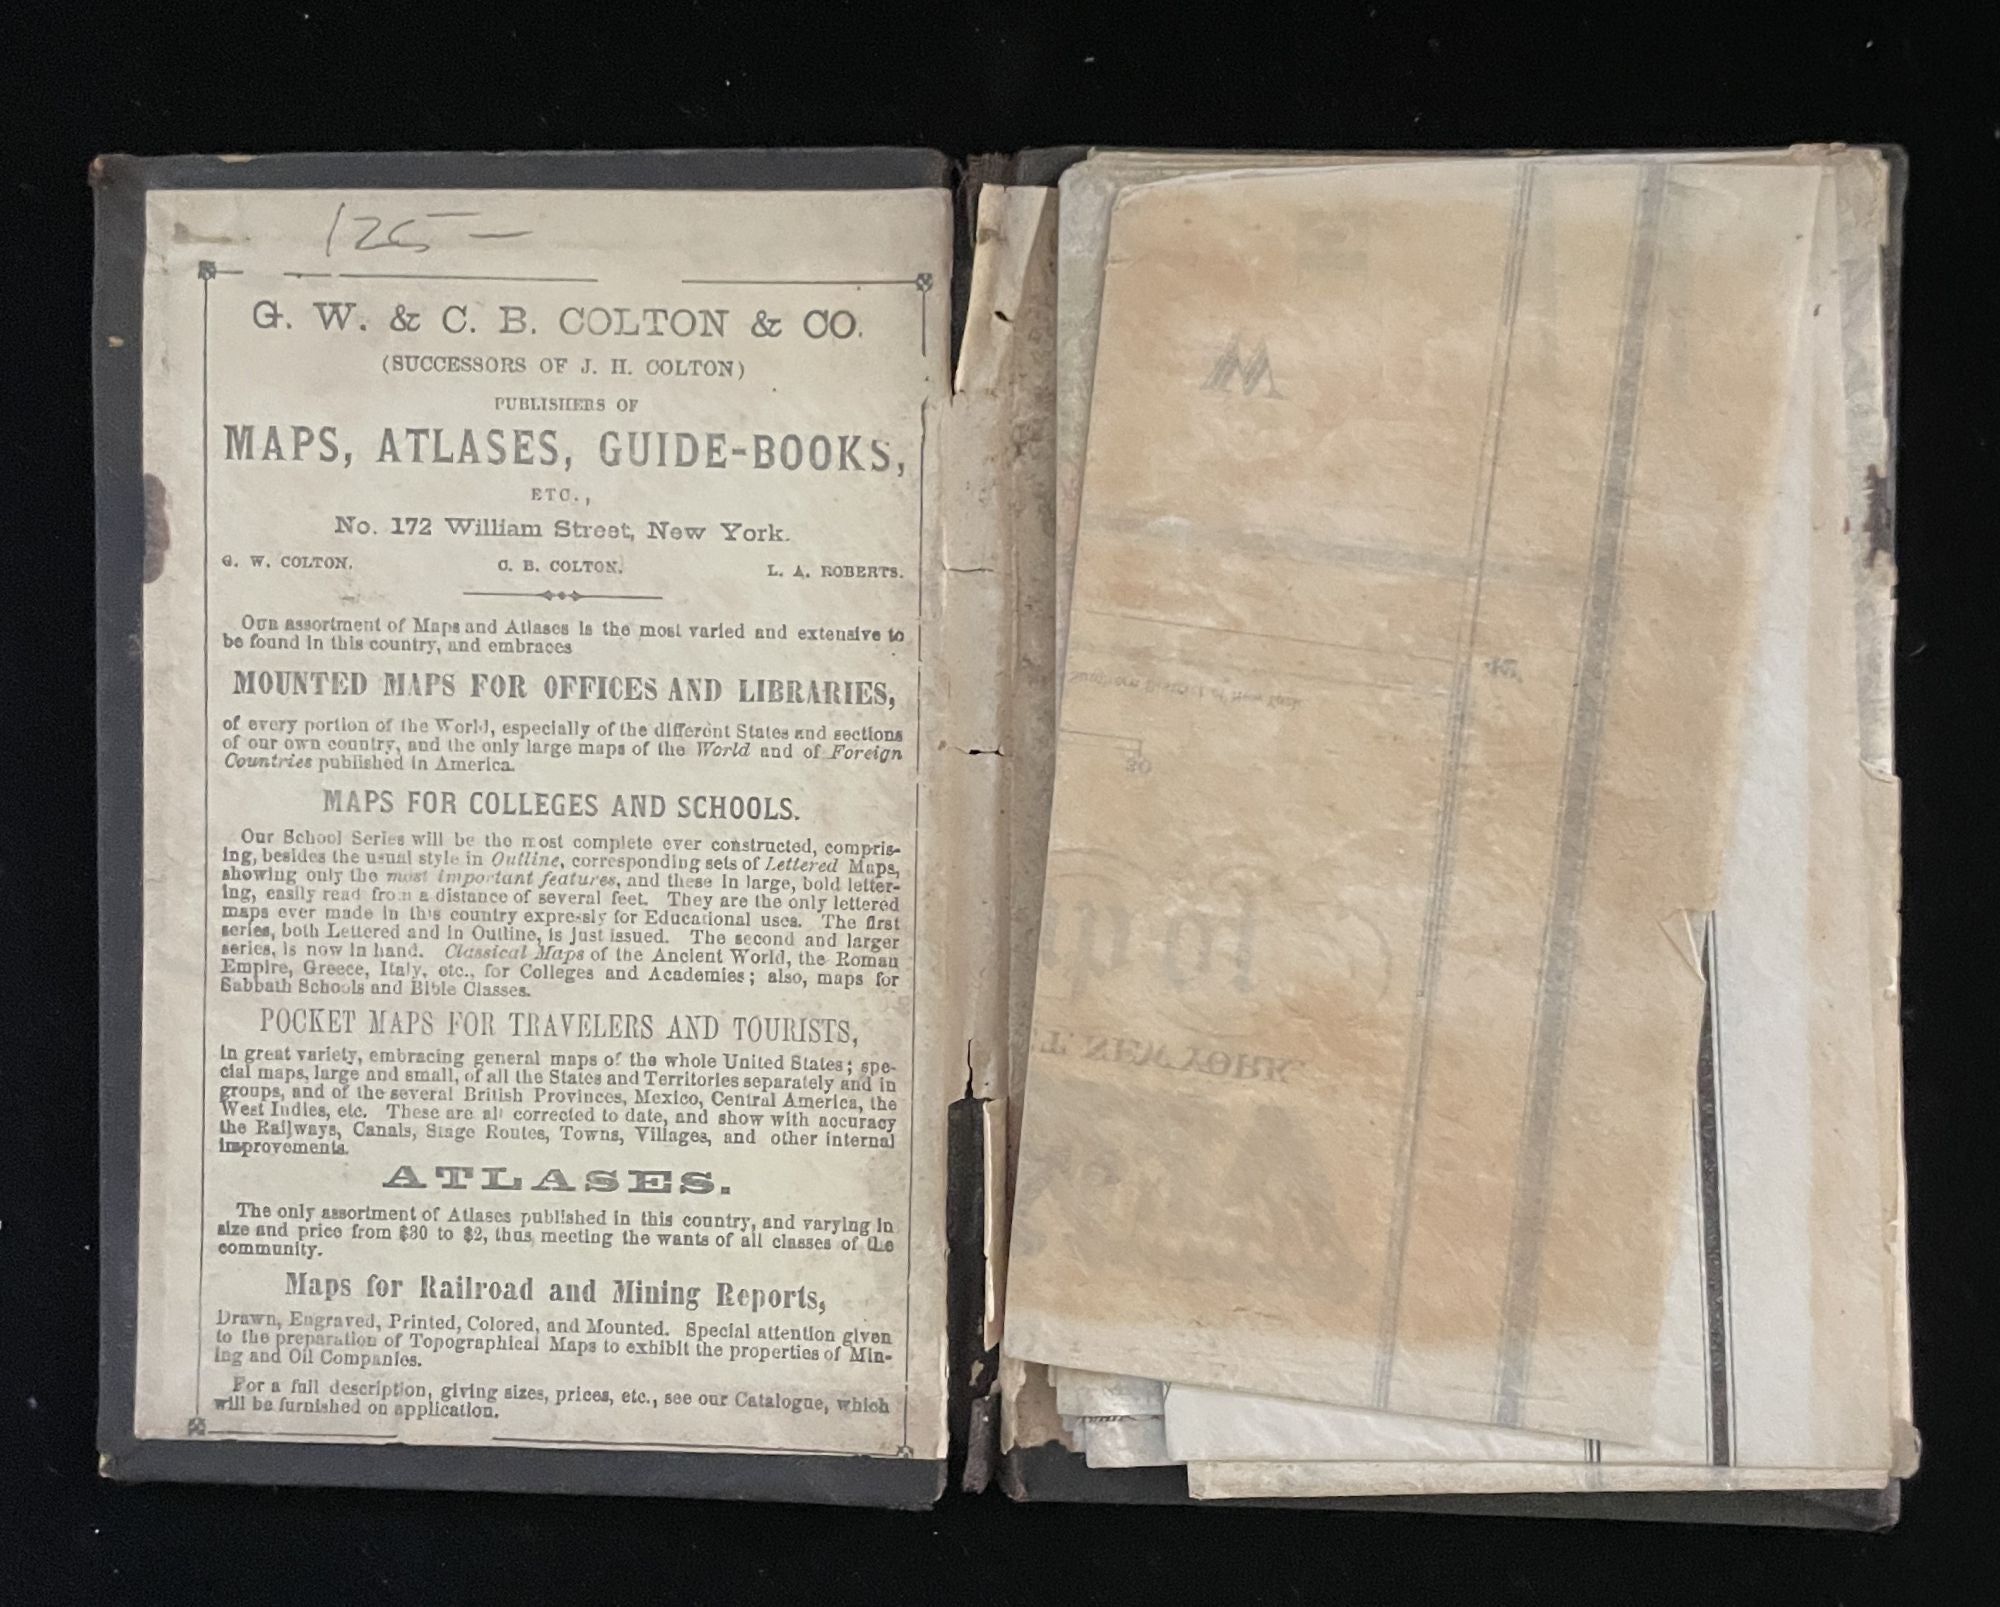 125 —
G. W. & C. B. COLTON & CO.
(SUCCESSORS OF J. H. COLTON)
PUBLISHERS OF
MAPS, ATLASES, GUIDE-BOOKS,
ETC.,
No. 172 William Street, New York.
G. W. COLTON. C. B. COLTON. L. A. ROBERTS.
OUR assortment of Maps and Atlases is the most varied and extensive to
be found in this country, and embraces
MOUNTED MAPS FOR OFFICES AND LIBRARIES,
of every portion of the World, especially of the different States and sections
of our own country, and the only large maps of the World and of Foreign
Countries published in America.
MAPS FOR COLLEGES AND SCHOOLS.
Our School Series will be the most complete ever constructed, compris-
ing, besides the usual style in Outline, corresponding sets of Lettered Maps,
showing only the most important features, and these in large, bold letter-
ing, easily read from a distance of several feet. They are the only lettered
maps ever made in this country expressly for Educational uses. The first
series, both Lettered and in Outline, is just issued. The second and larger
series, is now in hand. Classical Maps of the Ancient World, the Roman
Empire, Greece, Italy, etc., for Colleges and Academies; also, maps for
Sabbath Schools and Bible Classes.
POCKET MAPS FOR TRAVELERS AND TOURISTS,
in great variety, embracing general maps of the whole United States; spe-
cial maps, large and small, of all the States and Territories separately and in
groups, and of the several British Provinces, Mexico, Central America, the
West Indies, etc. These are all corrected to date, and show with accuracy
the Railways, Canals, Stage Routes, Towns, Villages, and other internal
improvements.
ATLASES.
The only assortment of Atlases published in this country, and varying in
size and price from $30 to $2, thus meeting the wants of all classes of the
community.
Maps for Railroad and Mining Reports,
Drawn, Engraved, Printed, Colored, and Mounted. Special attention given
to the preparation of Topographical Maps to exhibit the properties of Min-
ing and Oil Companies.
For a full description, giving sizes, prices, etc., see our Catalogue, which
will be furnished on application.
Southern District of New York
30